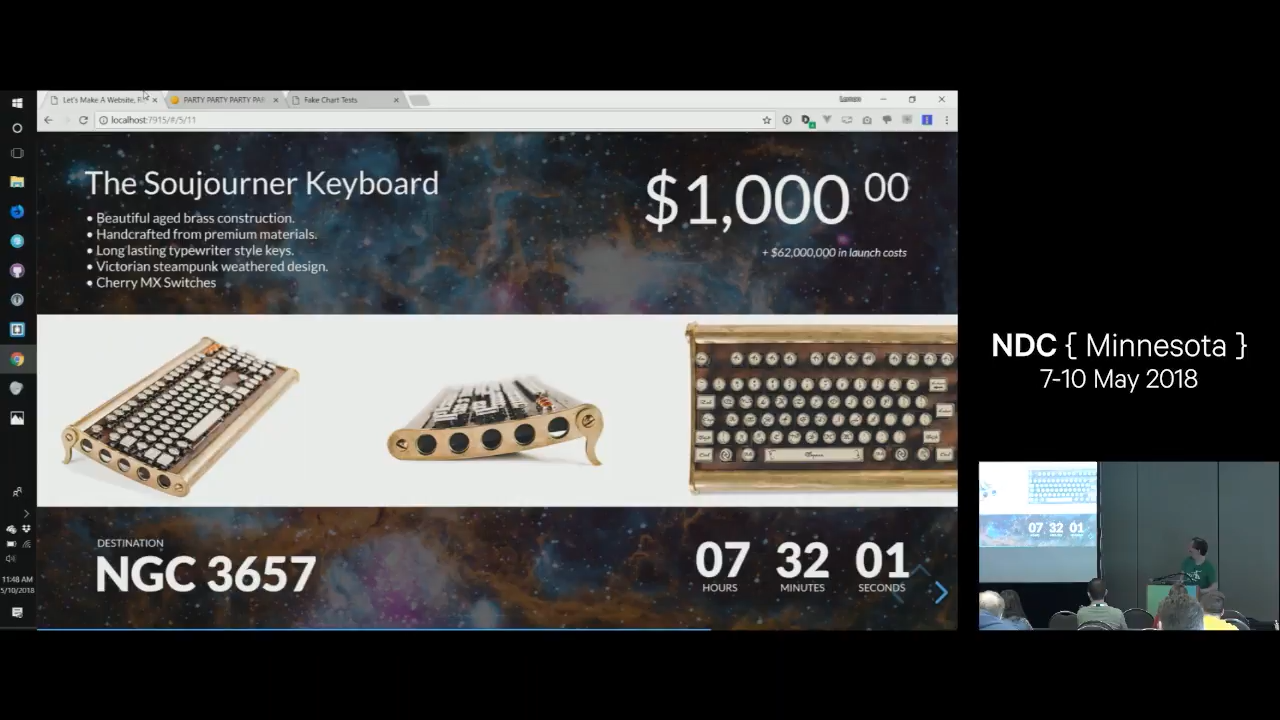 Let's Make A Website, R
PARTY PARTY PARTY PAR
Fake Chart Tests
localhost:7915/#/5/11
The Soujourner Keyboard
• Beautiful aged brass construction.
• Handcrafted from premium materials.
• Long lasting typewriter style keys.
• Victorian steampunk weathered design.
• Cherry MX Switches
$1,000 00
+ $62,000,000 in launch costs
DESTINATION
NGC 3657
07 32 01
HOURS MINUTES SECONDS
11:48 AM
5/10/2018
NDC { Minnesota }
7-10 May 2018
07 32 01